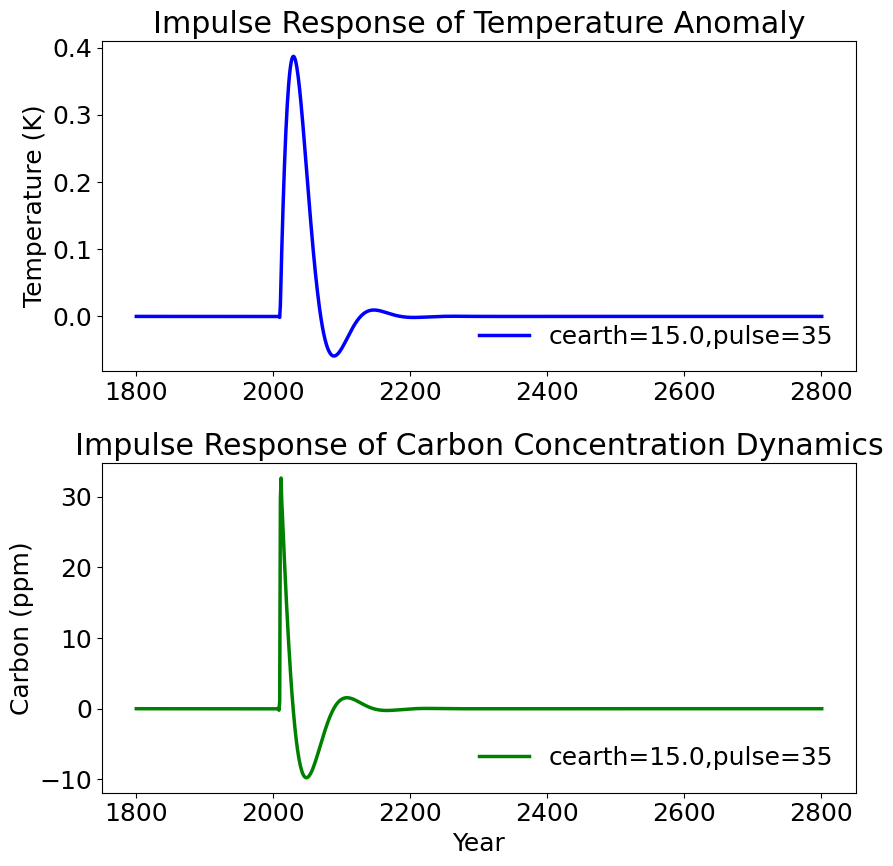 Impulse Response of Temperature Anomaly
Temperature (K)
0.4
0.3
0.2
0.1
0.0
cearth=15.0,pulse=35
1800 2000 2200 2400 2600 2800
Impulse Response of Carbon Concentration Dynamics
Carbon (ppm)
30
20
10
0
−10
cearth=15.0,pulse=35
1800 2000 2200 2400 2600 2800
Year